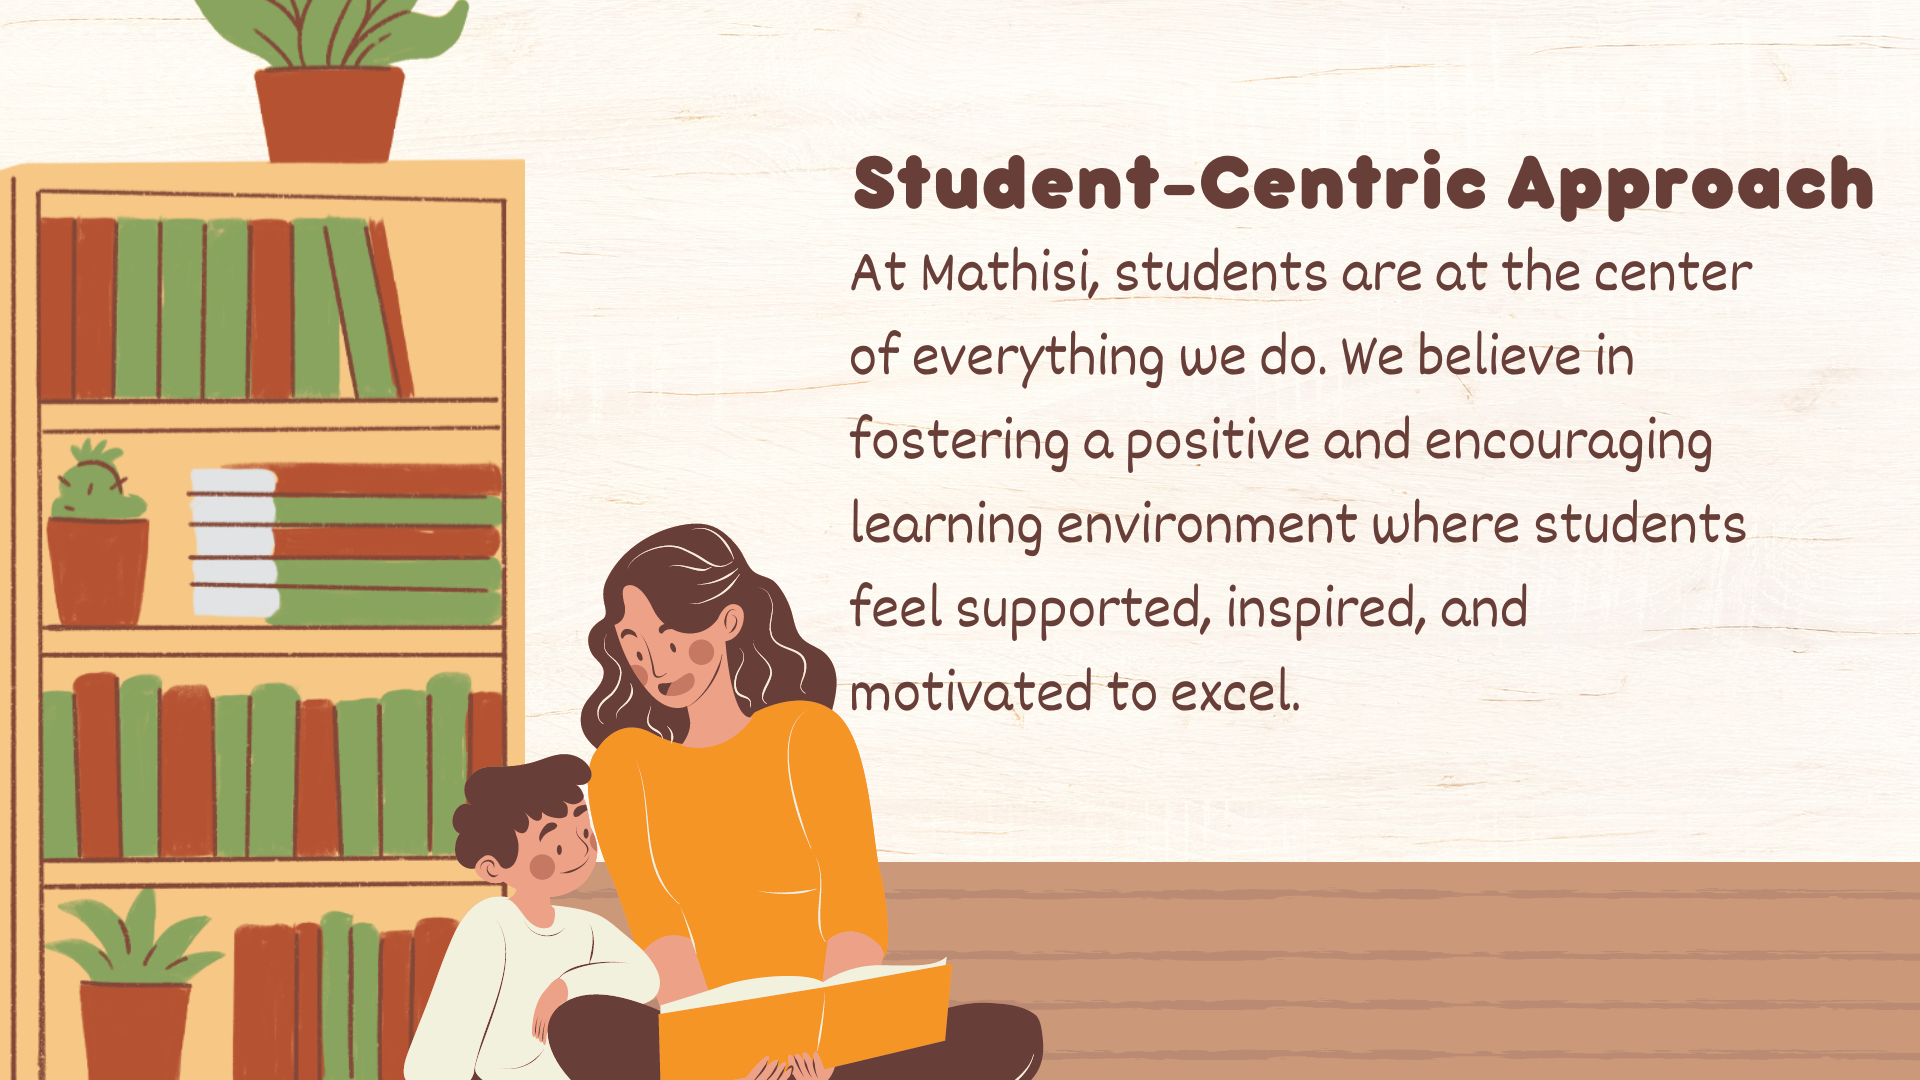 Student-Centric Approach
At Mathisi, students are at the center
of everything we do. We believe in
fostering a positive and encouraging
learning environment where students
feel supported, inspired, and
motivated to excel.